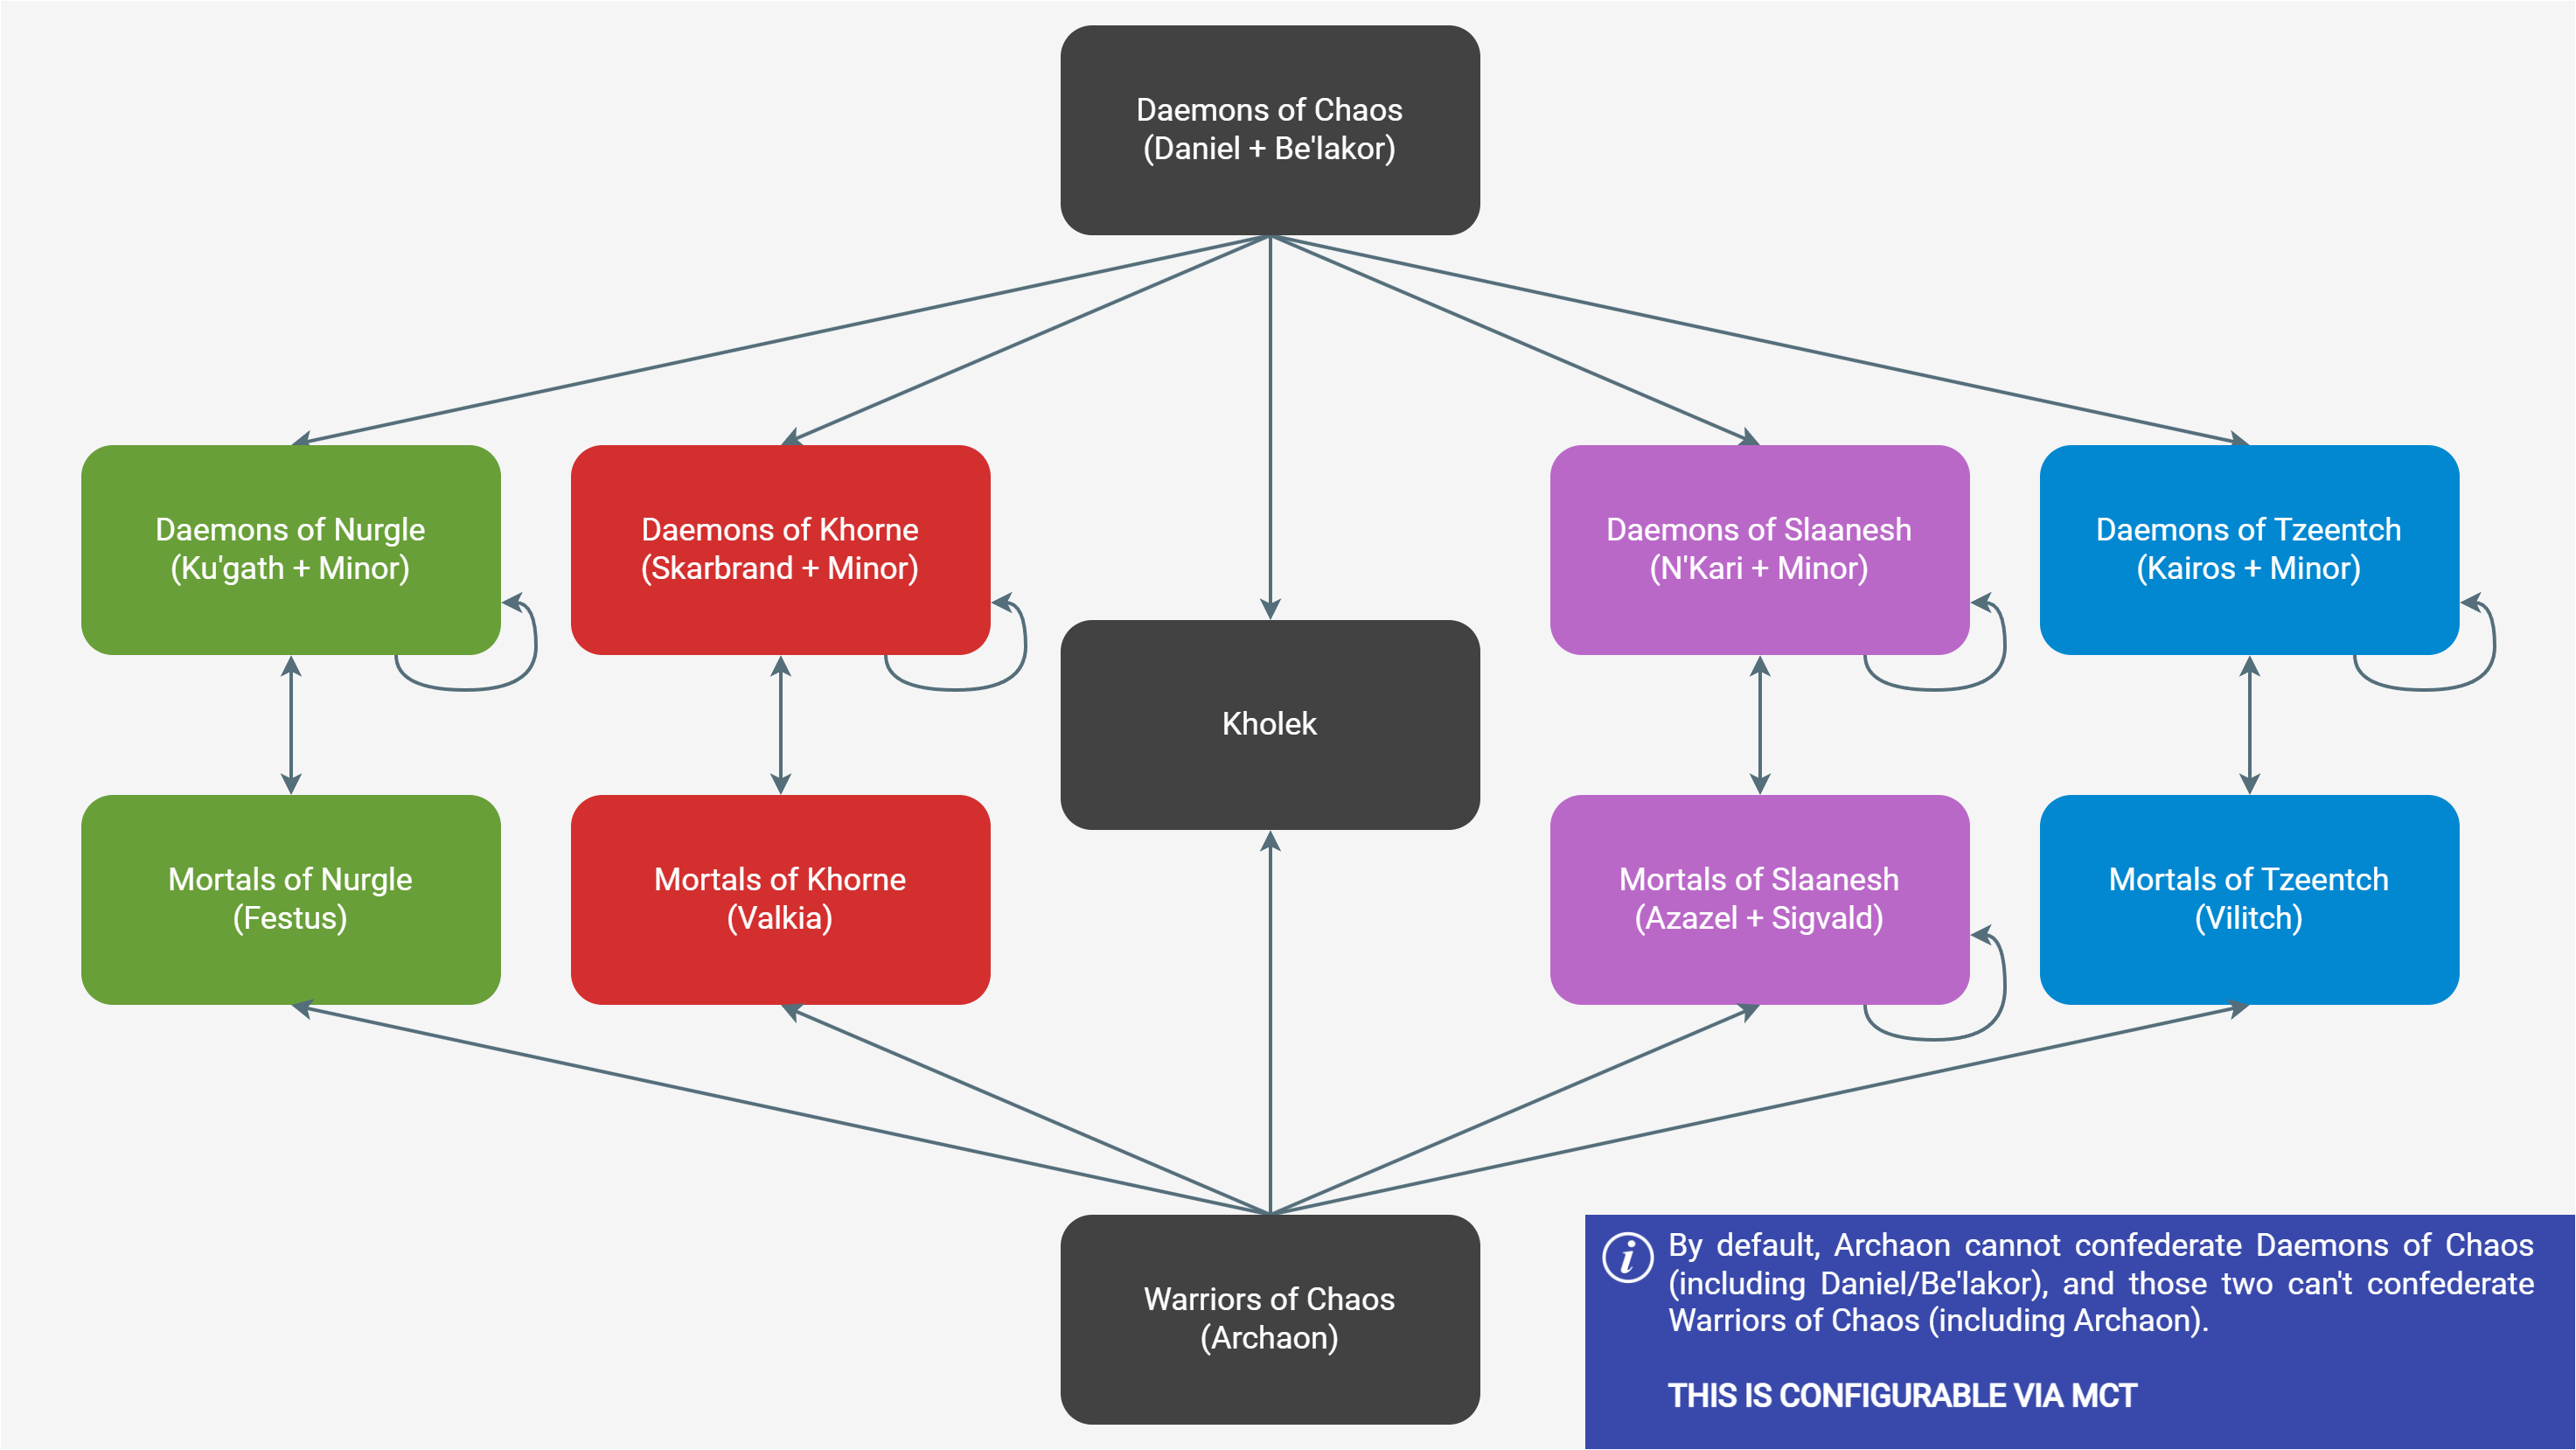 Daemons of Chaos
(Daniel + Be'lakor)
Daemons of Nurgle
(Ku'gath + Minor)
Daemons of Khorne
(Skarbrand + Minor)
Daemons of Slaanesh
(N'Kari + Minor)
Daemons of Tzeentch
(Kairos + Minor)
Kholek
Mortals of Nurgle
(Festus)
Mortals of Khorne
(Valkia)
Mortals of Slaanesh
(Azazel + Sigvald)
Mortals of Tzeentch
(Vilitch)
Warriors of Chaos
(Archaon)
i
By default, Archaon cannot confederate Daemons of Chaos
(including Daniel/Be'lakor), and those two can't confederate
Warriors of Chaos (including Archaon).
THIS IS CONFIGURABLE VIA MCT